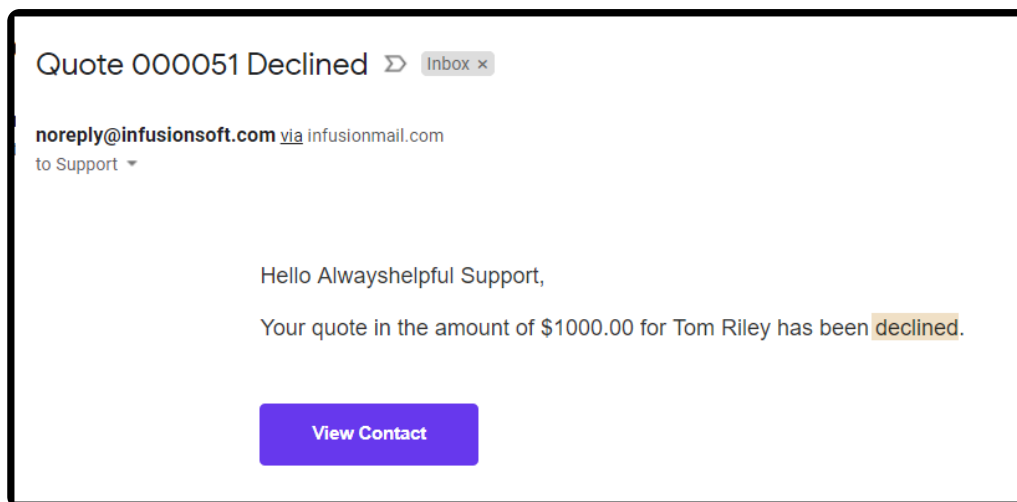 Quote 000051 Declined Inbox ×
noreply@infusionsoft.com via infusionmail.com
to Support
Hello Alwayshelpful Support,
Your quote in the amount of $1000.00 for Tom Riley has been declined.
View Contact